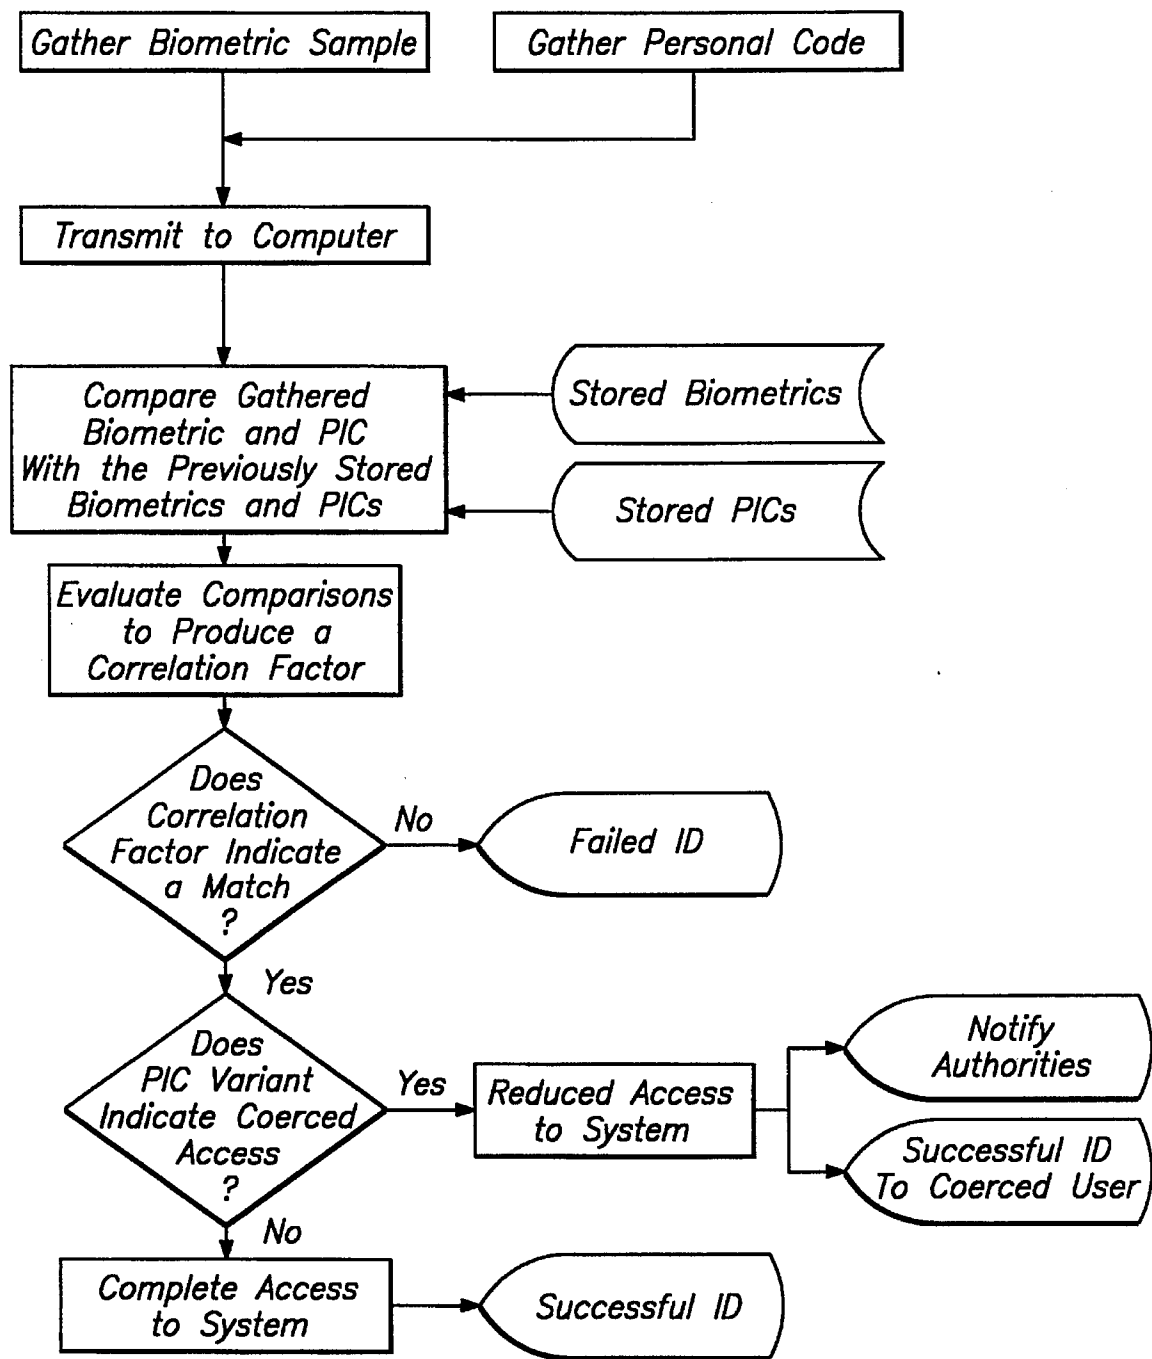 Gather Biometric Sample
Gather Personal Code
Transmit to Computer
Compare Gathered
Biometric and PIC
With the Previously Stored
Biometrics and PICs
Stored Biometrics
Stored PICs
Evaluate Comparisons
to Produce a
Correlation Factor
Does
Correlation
Factor Indicate
a Match
?
No
Failed ID
Yes
Does
PIC Variant
Indicate Coerced
Access
?
Yes
Reduced Access
to System
Notify
Authorities
Successful ID
To Coerced User
No
Complete Access
to System
Successful ID